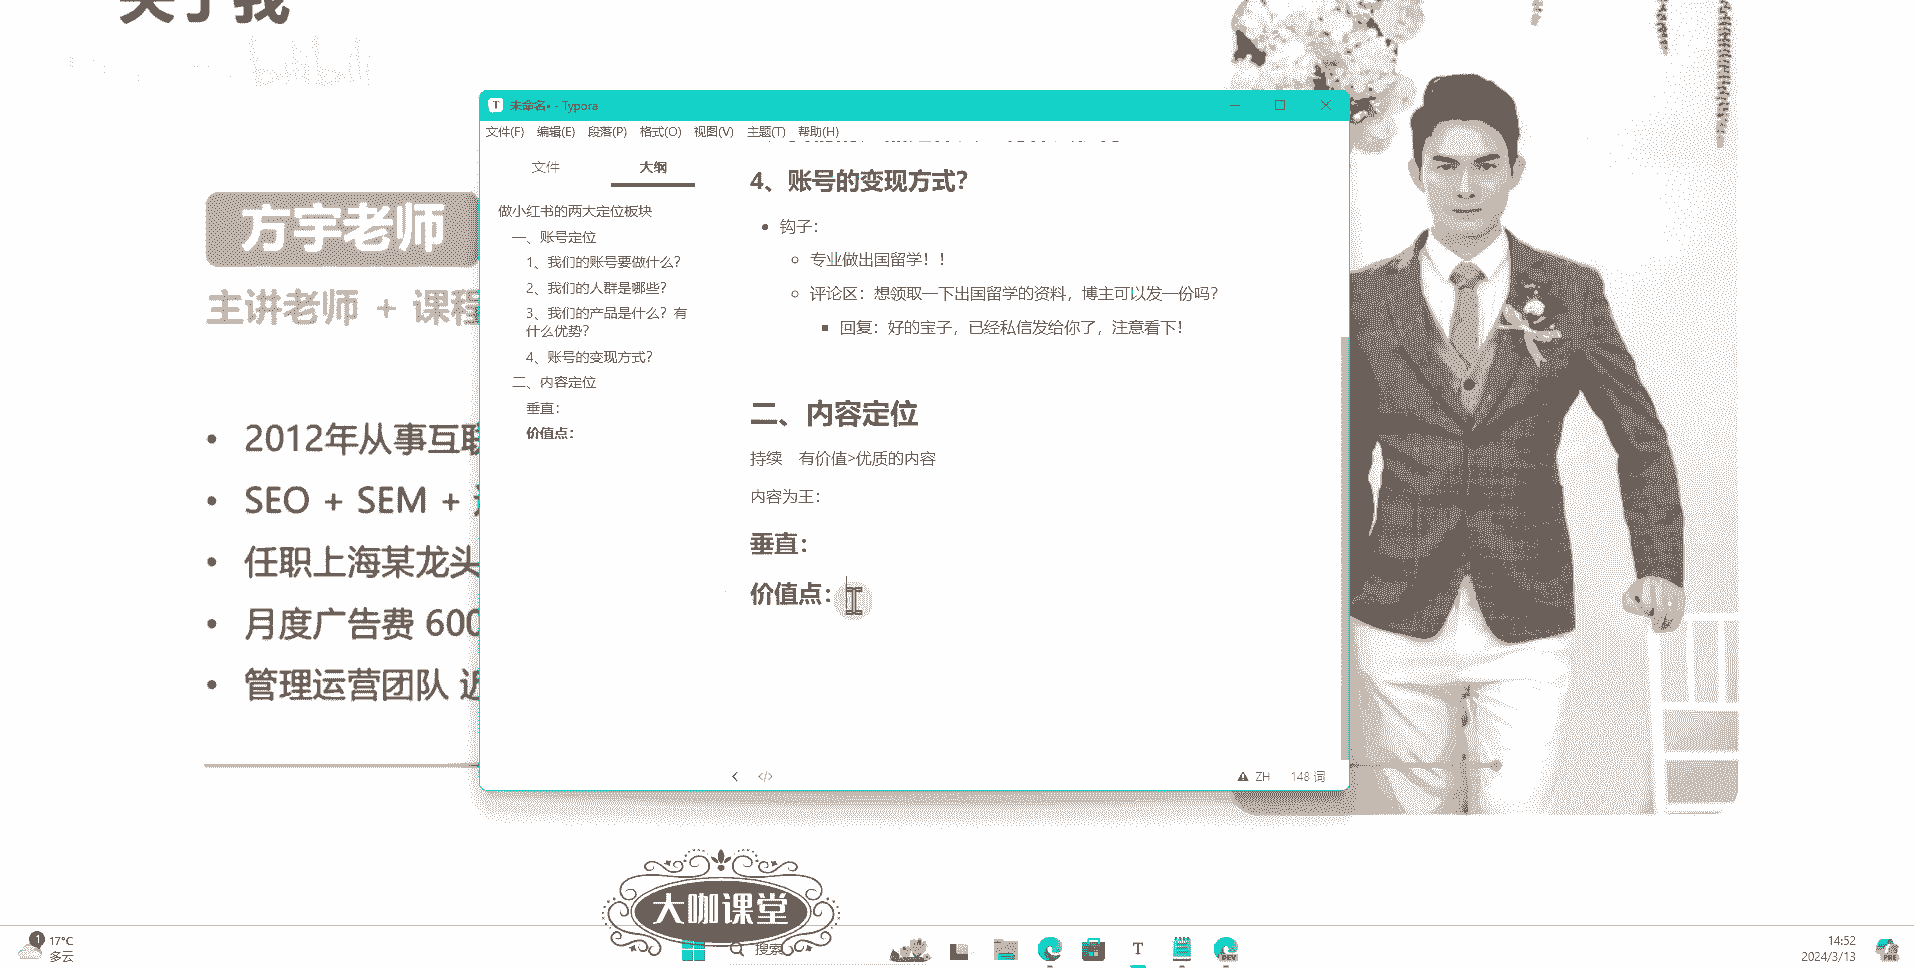 关于我
bilibili
方宇老师
主讲老师 + 课程
• 2012年从事互联
• SEO + SEM +
• 任职上海某龙头
• 月度广告费 600
• 管理运营团队 近
未命名• - Typora
文件(F) 编辑(E) 段落(P) 格式(O) 视图(V) 主题(T) 帮助(H)
文件 大纲
做小红书的两大定位板块
一、账号定位
1、我们的账号要做什么?
2、我们的人群是哪些?
3、我们的产品是什么？有
什么优势?
4、账号的变现方式?
二、内容定位
垂直：
价值点：
4、账号的变现方式?
钩子：
专业做出国留学！！
评论区：想领取一下出国留学的资料，博主可以发一份吗?
回复：好的宝子，已经私信发给你了，注意看下!
二、内容定位
持续 有价值>优质的内容
内容为王：
垂直：
价值点：
</> ZH 148 词
大咖课堂
1 17°C
多云
搜索
T
DEV
14:52
2024/3/13
PRE